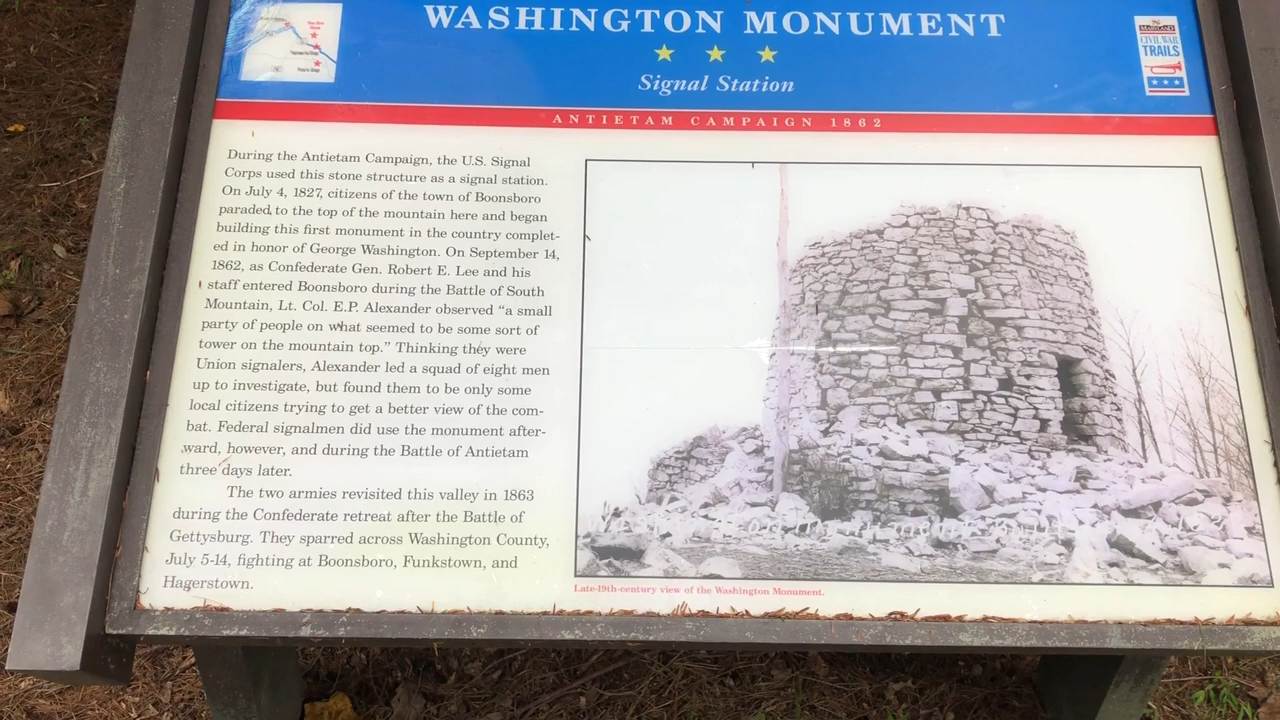 WASHINGTON MONUMENT
Signal Station
MARYLAND
CIVIL WAR
TRAILS
ANTIETAM CAMPAIGN 1862
During the Antietam Campaign, the U.S. Signal
Corps used this stone structure as a signal station.
On July 4, 1827, citizens of the town of Boonsboro
paraded to the top of the mountain here and began
building this first monument in the country complet-
ed in honor of George Washington. On September 14,
1862, as Confederate Gen. Robert E. Lee and his
staff entered Boonsboro during the Battle of South
Mountain, Lt. Col. E.P. Alexander observed “a small
party of people on what seemed to be some sort of
tower on the mountain top.” Thinking they were
Union signalers, Alexander led a squad of eight men
up to investigate, but found them to be only some
local citizens trying to get a better view of the com-
bat. Federal signalmen did use the monument after-
ward, however, and during the Battle of Antietam
three days later.
The two armies revisited this valley in 1863
during the Confederate retreat after the Battle of
Gettysburg. They sparred across Washington County,
July 5-14, fighting at Boonsboro, Funkstown, and
Hagerstown.
Late-19th-century view of the Washington Monument.